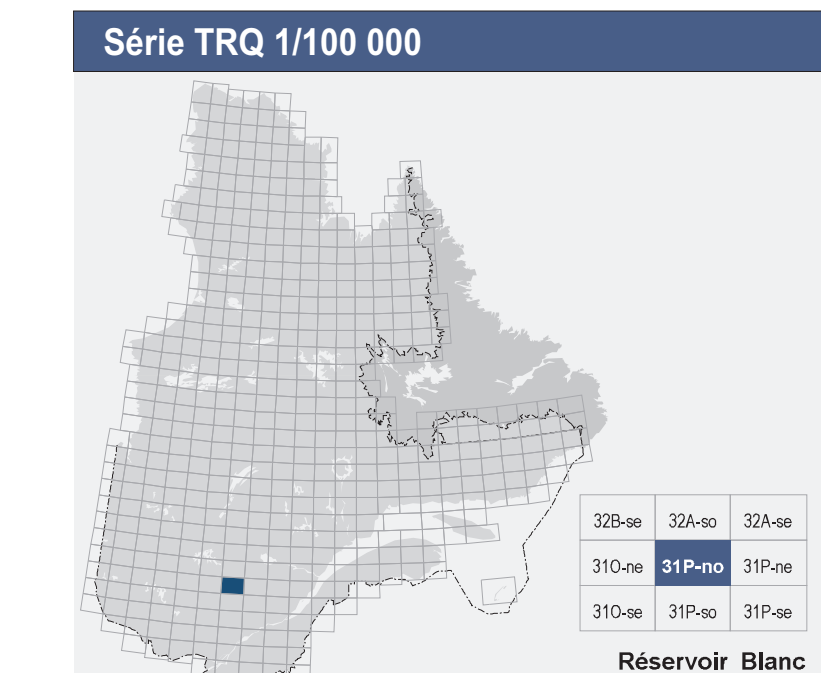 Série TRQ 1/100 000
32B-se 32A-so 32A-se
31O-ne 31P-no 31P-ne
31O-se 31P-so 31P-se
Réservoir Blanc